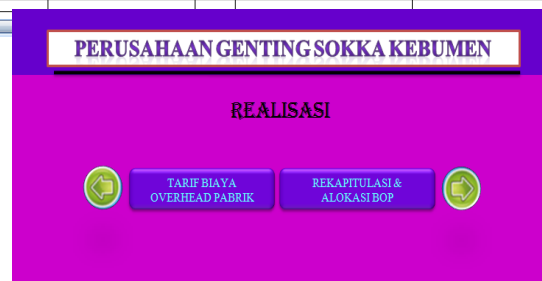 PERUSAHAAN GENTING SOKKA KEBUMEN
REALISASI
TARIF BIAYA
OVERHEAD PABRIK
REKAPITULASI &
ALOKASI BOP